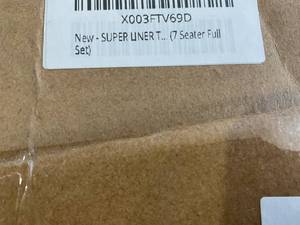 X003FTV69D
New - SUPER LINER T... (7 Seater Full
Set)